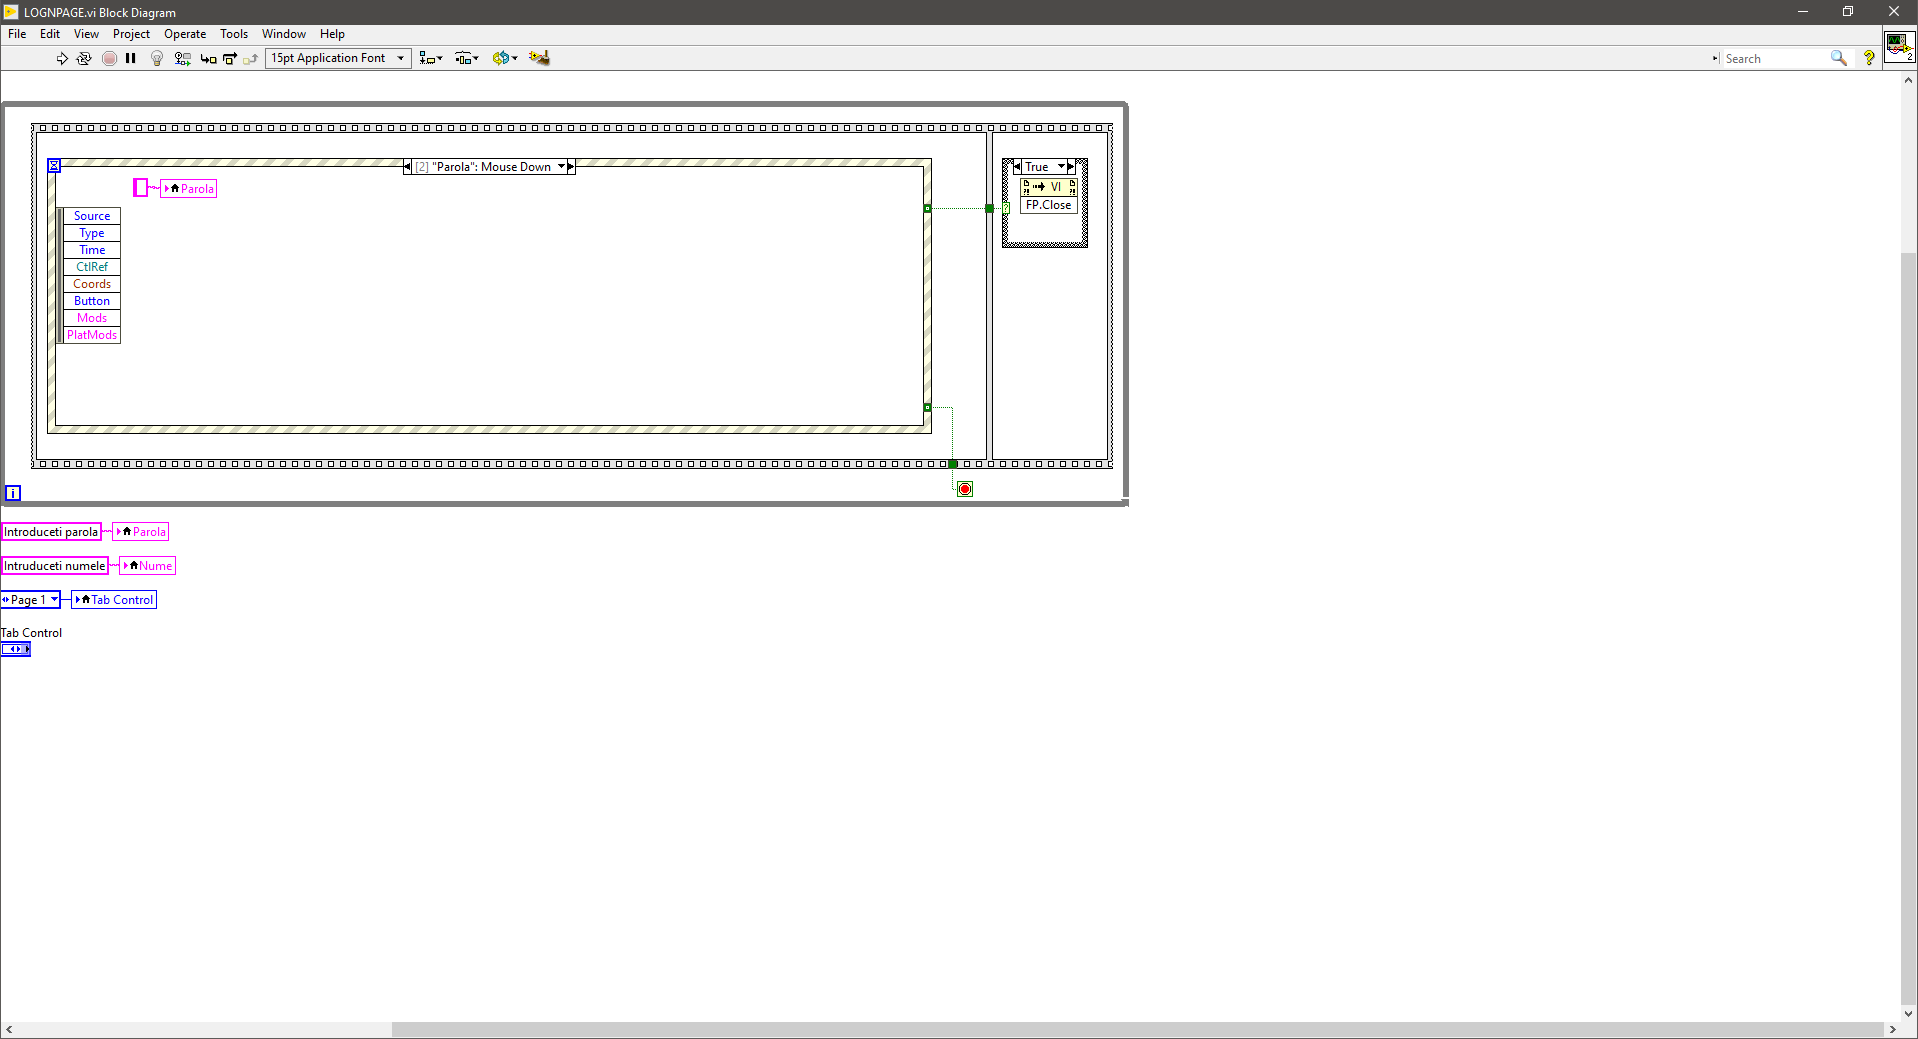 LOGNPAGE.vi Block Diagram
File Edit View Project Operate Tools Window Help
15pt Application Font
Search
2
[2] "Parola": Mouse Down
True
Parola
VI
FP.Close
Source
Type
Time
CtlRef
Coords
Button
Mods
PlatMods
?
i
Introduceti parola
Parola
Intruduceti numele
Nume
Page 1
Tab Control
Tab Control